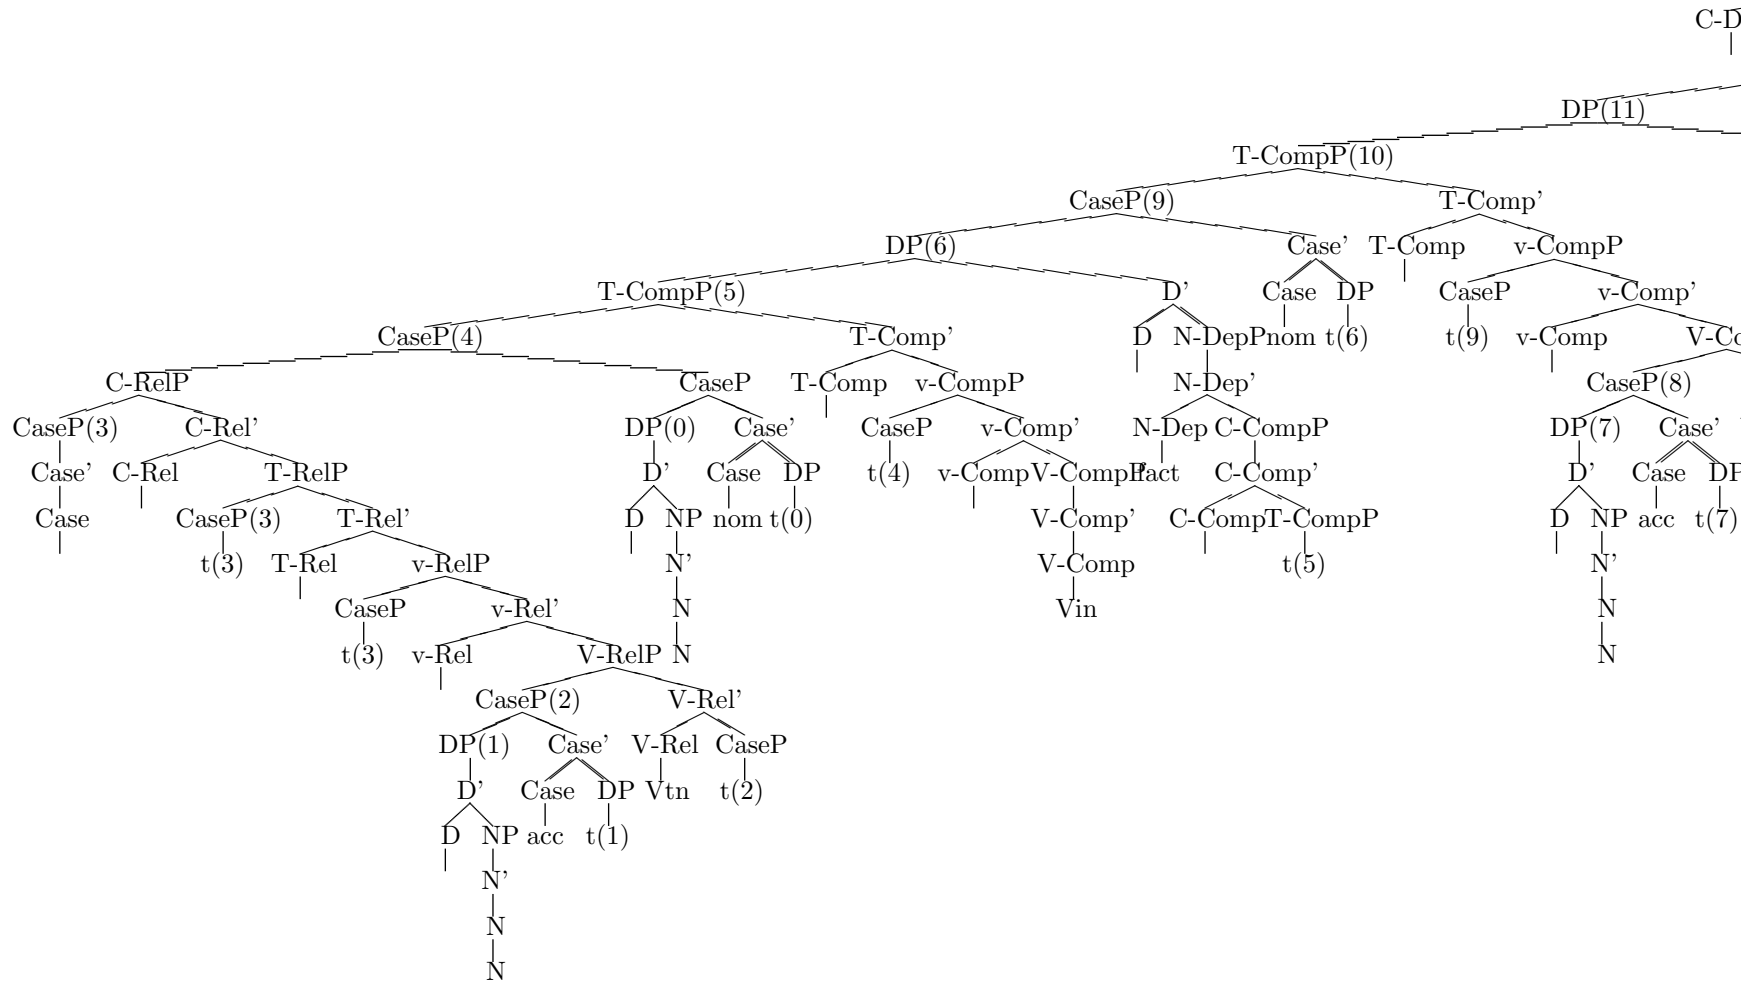 C-D
DP(11)
T-CompP(10)
CaseP(9) T-Comp’
DP(6) Case’ T-Comp v-CompP
T-CompP(5) D’ Case DP CaseP v-Comp’
CaseP(4) T-Comp’ D N-DepP nom t(6) t(9) v-Comp V-Co
C-RelP CaseP T-Comp v-CompP N-Dep’ CaseP(8)
CaseP(3) C-Rel’ DP(0) Case’ CaseP v-Comp’ N-Dep C-CompP DP(7) Case’
Case’ C-Rel T-RelP D’ Case DP t(4) v-Comp V-CompP Fact C-Comp’ D’ Case DP
Case CaseP(3) T-Rel’ D NP nom t(0) V-Comp’ C-Comp T-CompP D NP acc t(7)
t(3) T-Rel v-RelP N’ V-Comp t(5) N’
CaseP v-Rel’ N Vin N
t(3) v-Rel V-RelP N N
CaseP(2) V-Rel’
DP(1) Case’ V-Rel CaseP
D’ Case DP Vtn t(2)
D NP acc t(1)
N’
N
N